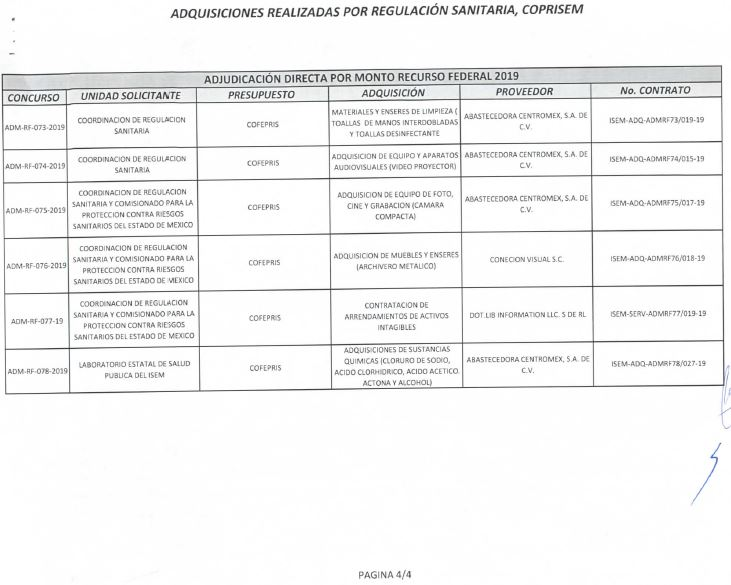 ADQUISICIONES REALIZADAS POR REGULACIÓN SANITARIA, COPRISEM
ADJUDICACIÓN DIRECTA POR MONTO RECURSO FEDERAL 2019
CONCURSO UNIDAD SOLICITANTE PRESUPUESTO ADQUISICIÓN PROVEEDOR No. CONTRATO
ADM-RF-073-2019 COORDINACION DE REGULACION SANITARIA COFEPRIS MATERIALES Y ENSERES DE LIMPIEZA ( TOALLAS DE MANOS INTERDOBLADAS Y TOALLAS DESINFECTANTE ABASTECEDORA CENTROMEX, S.A. DE C.V. ISEM-ADQ-ADMRF73/019-19
ADM-RF-074-2019 COORDINACION DE REGULACION SANITARIA COFEPRIS ADQUISICION DE EQUIPO Y APARATOS AUDIOVISUALES (VIDEO PROYECTOR) ABASTECEDORA CENTROMEX, S.A. DE C.V. ISEM-ADQ-ADMRF74/015-19
ADM-RF-075-2019 COORDINACION DE REGULACION SANITARIA Y COMISIONADO PARA LA PROTECCION CONTRA RIESGOS SANITARIOS DEL ESTADO DE MEXICO COFEPRIS ADQUISICION DE EQUIPO DE FOTO, CINE Y GRABACION (CAMARA COMPACTA) ABASTECEDORA CENTROMEX, S.A. DE C.V. ISEM-ADQ-ADMRF75/017-19
ADM-RF-076-2019 COORDINACION DE REGULACION SANITARIA Y COMISIONADO PARA LA PROTECCION CONTRA RIESGOS SANITARIOS DEL ESTADO DE MEXICO COFEPRIS ADQUISICION DE MUEBLES Y ENSERES (ARCHIVERO METALICO) CONECION VISUAL S.C. ISEM-ADQ-ADMRF76/018-19
ADM-RF-077-19 COORDINACION DE REGULACION SANITARIA Y COMISIONADO PARA LA PROTECCION CONTRA RIESGOS SANITARIOS DEL ESTADO DE MEXICO COFEPRIS CONTRATACION DE ARRENDAMIENTOS DE ACTIVOS INTAGIBLES DOT.LIB INFORMATION LLC. S DE RL ISEM-SERV-ADMRF77/019-19
ADM-RF-078-2019 LABORATORIO ESTATAL DE SALUD PUBLICA DEL ISEM COFEPRIS ADQUISICIONES DE SUSTANCIAS QUIMICAS (CLORURO DE SODIO, ACIDO CLORHIDRICO, ACIDO ACETICO. ACTONA Y ALCOHOL) ABASTECEDORA CENTROMEX, S.A. DE C.V. ISEM-ADQ-ADMRF78/027-19
PAGINA 4/4